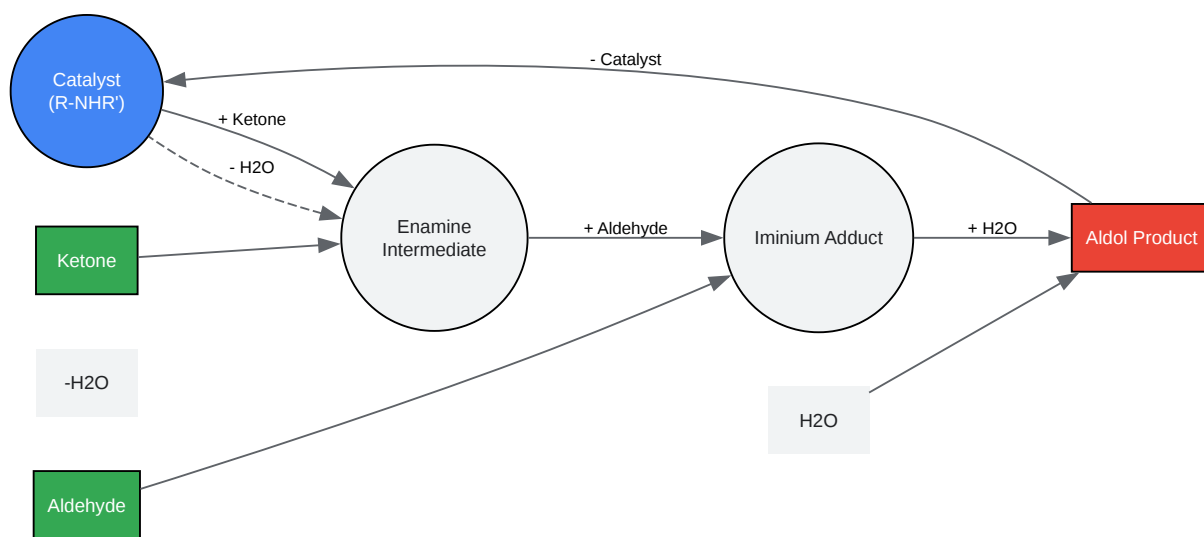 Catalyst
(R-NHR')
- Catalyst
+ Ketone
- H2O
Enamine
Intermediate
+ Aldehyde
Iminium Adduct
+ H2O
Aldol Product
Ketone
-H2O
H2O
Aldehyde